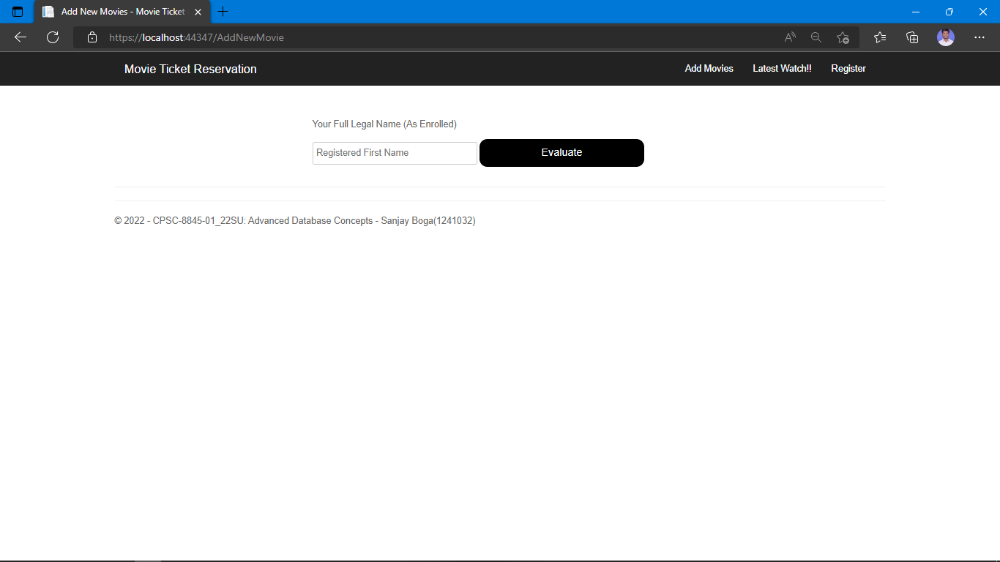 Add New Movies - Movie Ticket
https://localhost:44347/AddNewMovie
Movie Ticket Reservation
Add Movies Latest Watch!! Register
Your Full Legal Name (As Enrolled)
Registered First Name Evaluate
© 2022 - CPSC-8845-01_22SU: Advanced Database Concepts - Sanjay Boga(1241032)